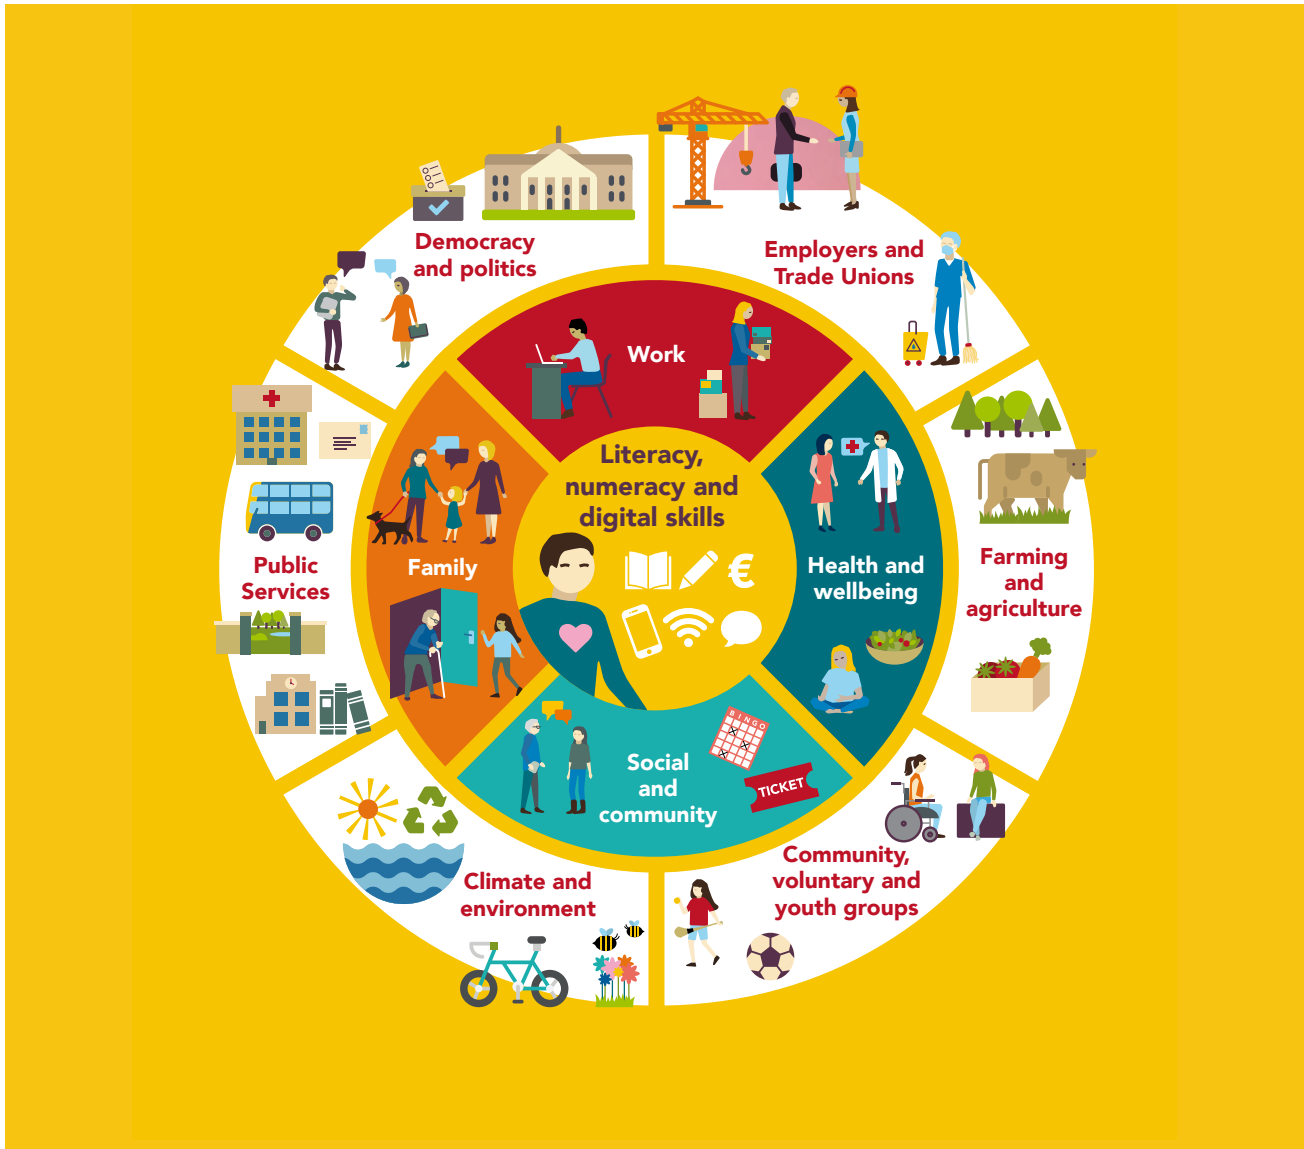 Democracy
and politics
Employers and
Trade Unions
Work
Literacy,
numeracy and
digital skills
€
Family
Health and
wellbeing
Public
Services
Farming
and
agriculture
Social
and
community
BINGO
TICKET
Climate and
environment
Community,
voluntary and
youth groups